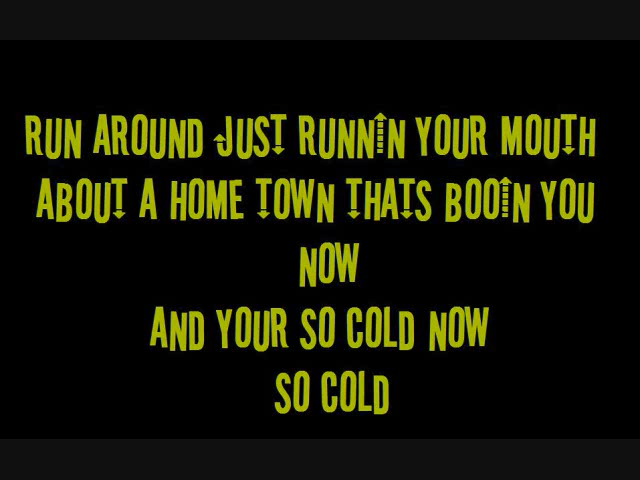 RUN AROUND JUST RUNNIN YOUR MOUTH
ABOUT A HOME TOWN THATS BOOIN YOU
NOW
AND YOUR SO COLD NOW
SO COLD